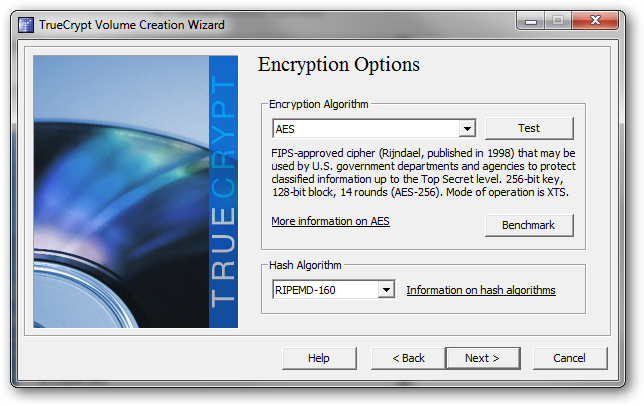 TrueCrypt Volume Creation Wizard
TRUECRYPT
Encryption Options
Encryption Algorithm
AES
Test
FIPS-approved cipher (Rijndael, published in 1998) that may be
used by U.S. government departments and agencies to protect
classified information up to the Top Secret level. 256-bit key,
128-bit block, 14 rounds (AES-256). Mode of operation is XTS.
More information on AES
Benchmark
Hash Algorithm
RIPEMD-160
Information on hash algorithms
Help
< Back
Next >
Cancel